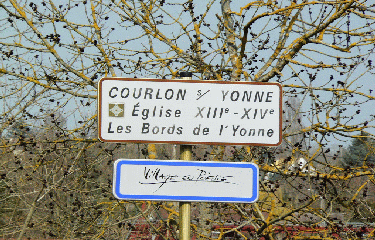 COURLON s/ YONNE
Église XIIIe-XIVe
Les Bords de l'Yonne
Village en Poésie